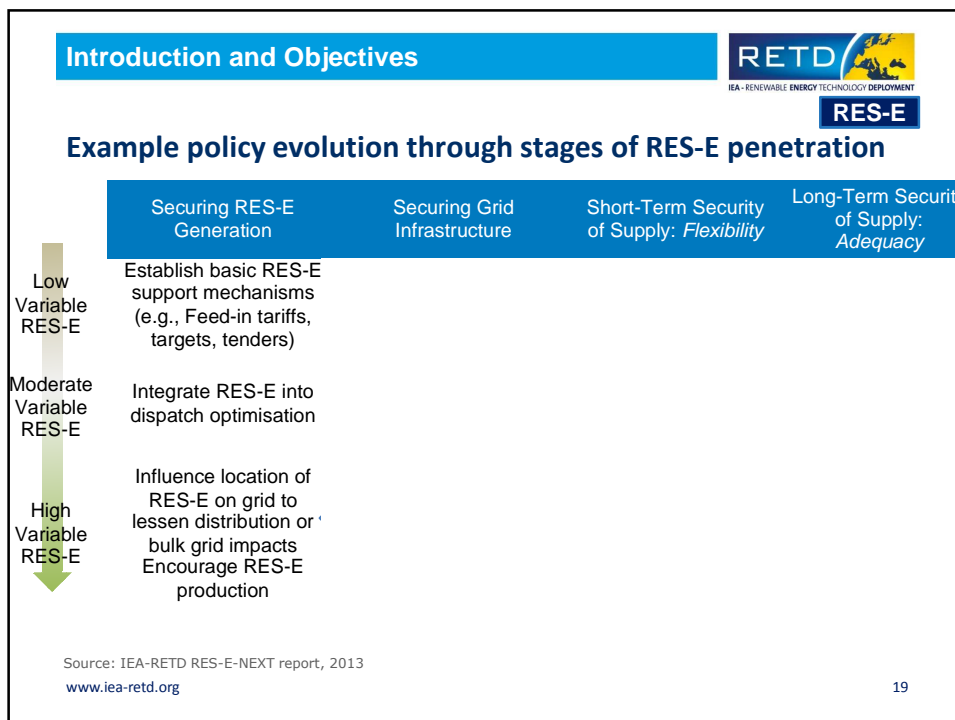 Introduction and Objectives
RETD
IEA - RENEWABLE ENERGY TECHNOLOGY DEPLOYMENT
RES-E
Example policy evolution through stages of RES-E penetration
Securing RES-E
Generation
Securing Grid
Infrastructure
Short-Term Security
of Supply: Flexibility
Long-Term Securit
of Supply:
Adequacy
Low
Variable
RES-E
Establish basic RES-E
support mechanisms
(e.g., Feed-in tariffs,
targets, tenders)
Moderate
Variable
RES-E
Integrate RES-E into
dispatch optimisation
High
Variable
RES-E
Influence location of
RES-E on grid to
lessen distribution or
bulk grid impacts
Encourage RES-E
production
Source: IEA-RETD RES-E-NEXT report, 2013
www.iea-retd.org
19